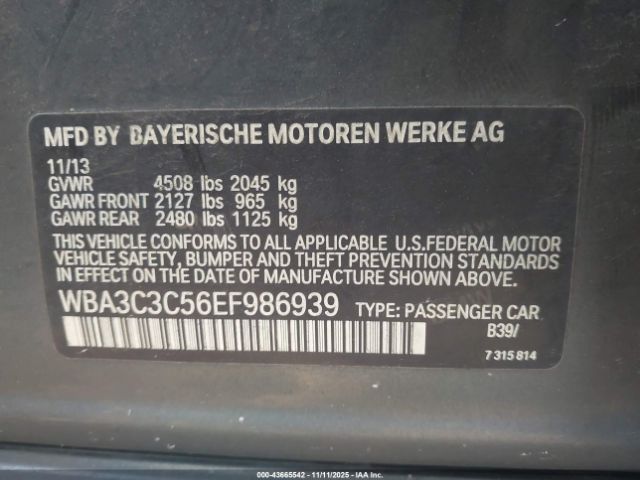 MFD BY BAYERISCHE MOTOREN WERKE AG
11/13
GVWR 4508 lbs 2045 kg
GAWR FRONT 2127 lbs 965 kg
GAWR REAR 2480 lbs 1125 kg
THIS VEHICLE CONFORMS TO ALL APPLICABLE U.S.FEDERAL MOTOR
VEHICLE SAFETY, BUMPER AND THEFT PREVENTION STANDARDS
IN EFFECT ON THE DATE OF MANUFACTURE SHOWN ABOVE.
WBA3C3C56EF986939 TYPE: PASSENGER CAR
B39/
7 315 814
000-43665542 - 11/11/2025 - IAA Inc.